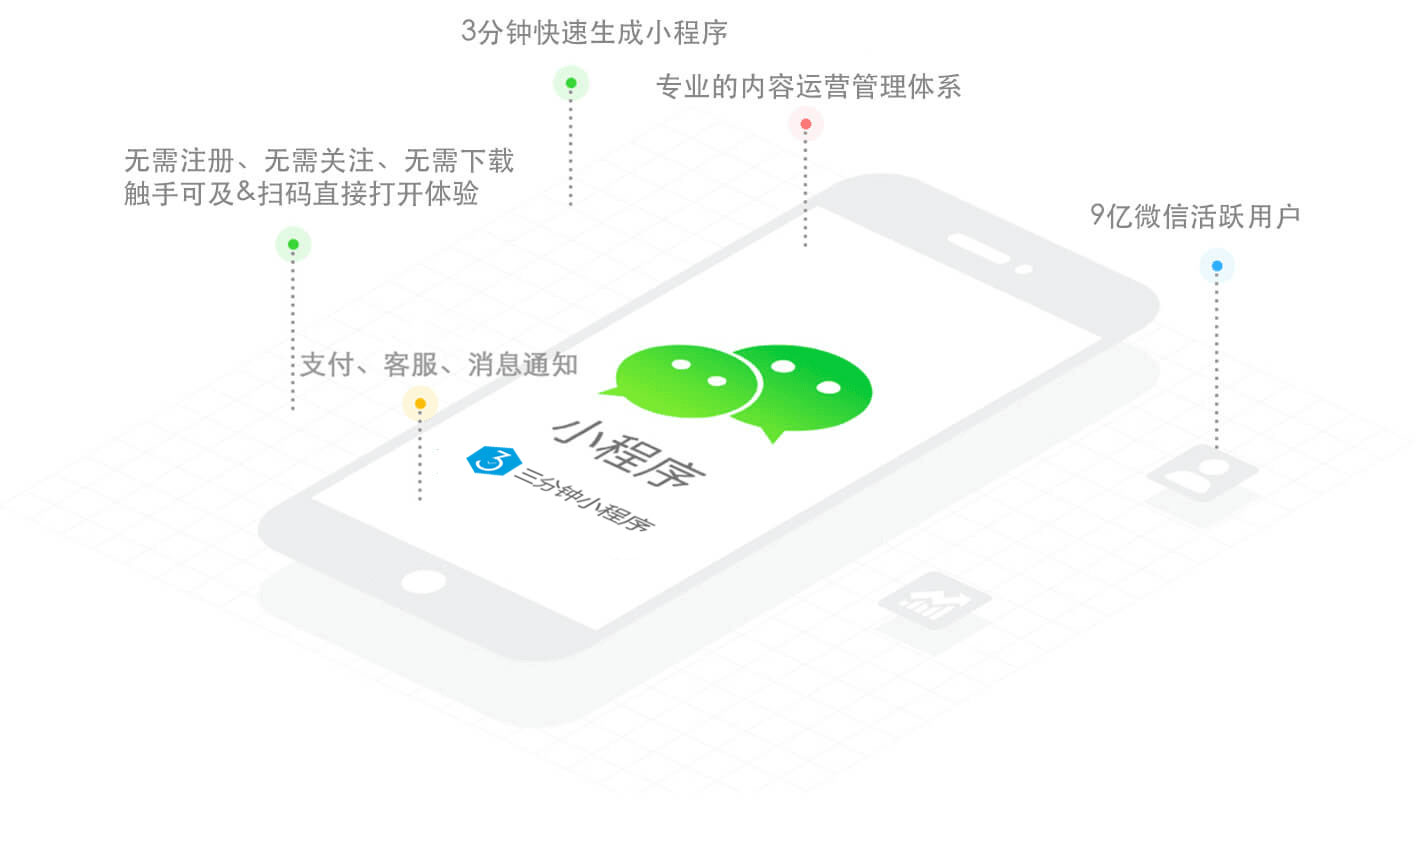 3分钟快速生成小程序
专业的内容运营管理体系
无需注册、无需关注、无需下载
触手可及&扫码直接打开体验
9亿微信活跃用户
支付、客服、消息通知
小程序
3
三分钟小程序